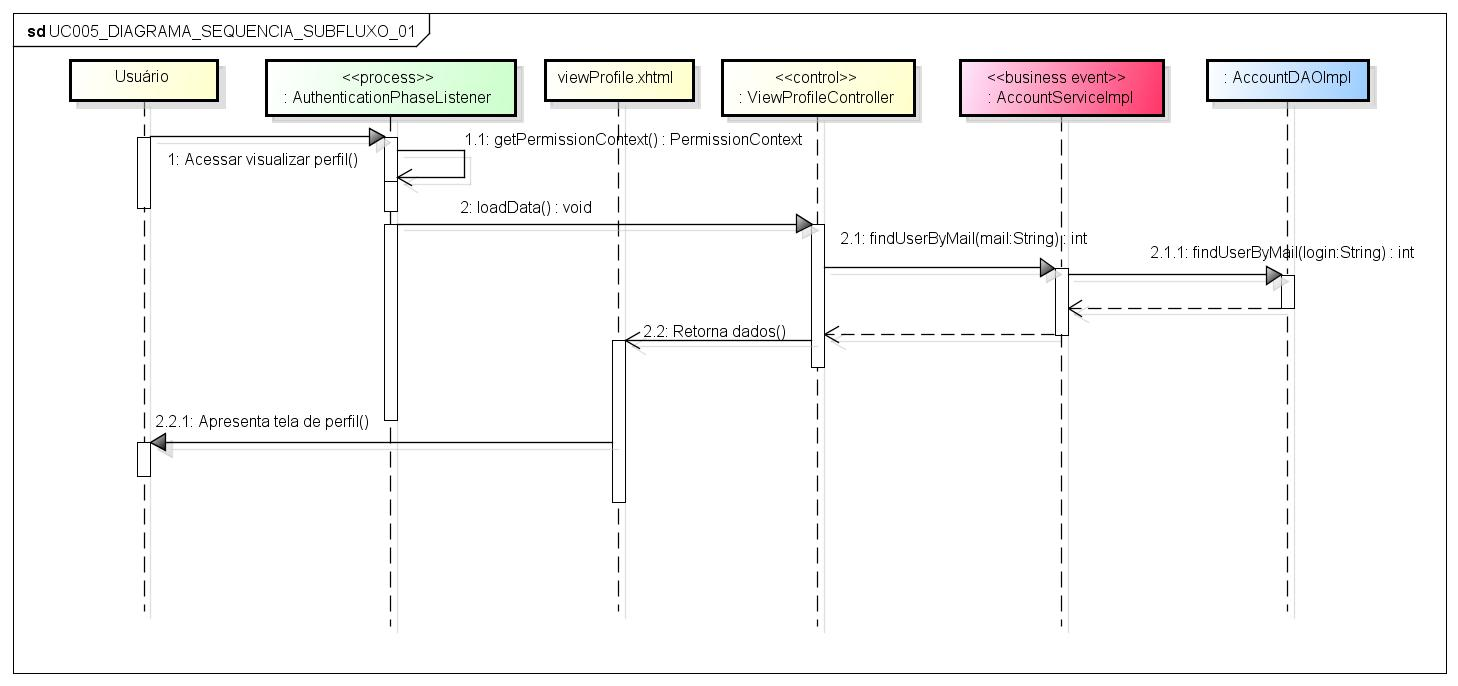 sd UC005_DIAGRAMA_SEQUENCIA_SUBFLUXO_01
Usuário
<<process>>
: AuthenticationPhaseListener
viewProfile.xhtml
<<control>>
: ViewProfileController
<<business event>>
: AccountServiceImpl
: AccountDAOImpl
1.1: getPermissionContext() : PermissionContext
1: Acessar visualizar perfil()
2: loadData() : void
2.1: findUserByMail(mail:String) : int
2.1.1: findUserByMail(login:String) : int
2.2: Retorna dados()
2.2.1: Apresenta tela de perfil()